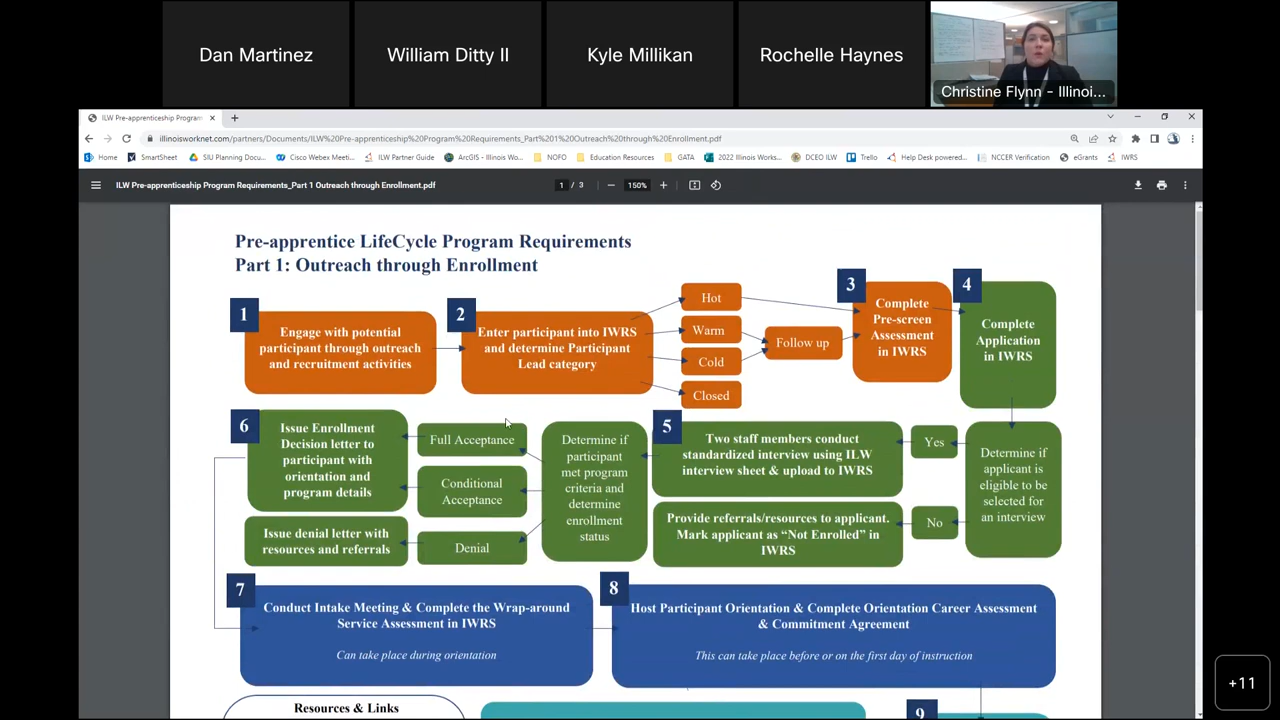 Dan Martinez
William Ditty II
Kyle Millikan
Rochelle Haynes
Christine Flynn - Illinoi...
ILW Pre-apprenticeship Program
illinoisworknet.com/partners/Documents/ILW%20Pre-apprenticeship%20Program%20Requirements_Part%201%20Outreach%20through%20Enrollment.pdf
Home
SmartSheet
SIU Planning Docu...
Cisco Webex Meeti...
ILW Partner Guide
ArcGIS - Illinois Wo...
NOFO
Education Resources
GATA
2022 Illinois Works...
DCEO ILW
Trello
Help Desk powered...
NCCER Verification
eGrants
IWRS
ILW Pre-apprenticeship Program Requirements_Part 1 Outreach through Enrollment.pdf
1 / 3
150%
Pre-apprentice LifeCycle Program Requirements
Part 1: Outreach through Enrollment
1
Engage with potential
participant through outreach
and recruitment activities
2
Enter participant into IWRS
and determine Participant
Lead category
Hot
Warm
Cold
Closed
Follow up
3
Complete
Pre-screen
Assessment
in IWRS
4
Complete
Application
in IWRS
Determine if
applicant is
eligible to be
selected for
an interview
Yes
No
5
Two staff members conduct
standardized interview using ILW
interview sheet & upload to IWRS
Provide referrals/resources to applicant.
Mark applicant as “Not Enrolled” in
IWRS
Determine if
participant
met program
criteria and
determine
enrollment
status
Full Acceptance
Conditional
Acceptance
Denial
6
Issue Enrollment
Decision letter to
participant with
orientation and
program details
Issue denial letter with
resources and referrals
7
Conduct Intake Meeting & Complete the Wrap-around
Service Assessment in IWRS
Can take place during orientation
8
Host Participant Orientation & Complete Orientation Career Assessment
& Commitment Agreement
This can take place before or on the first day of instruction
Resources & Links
9
+11